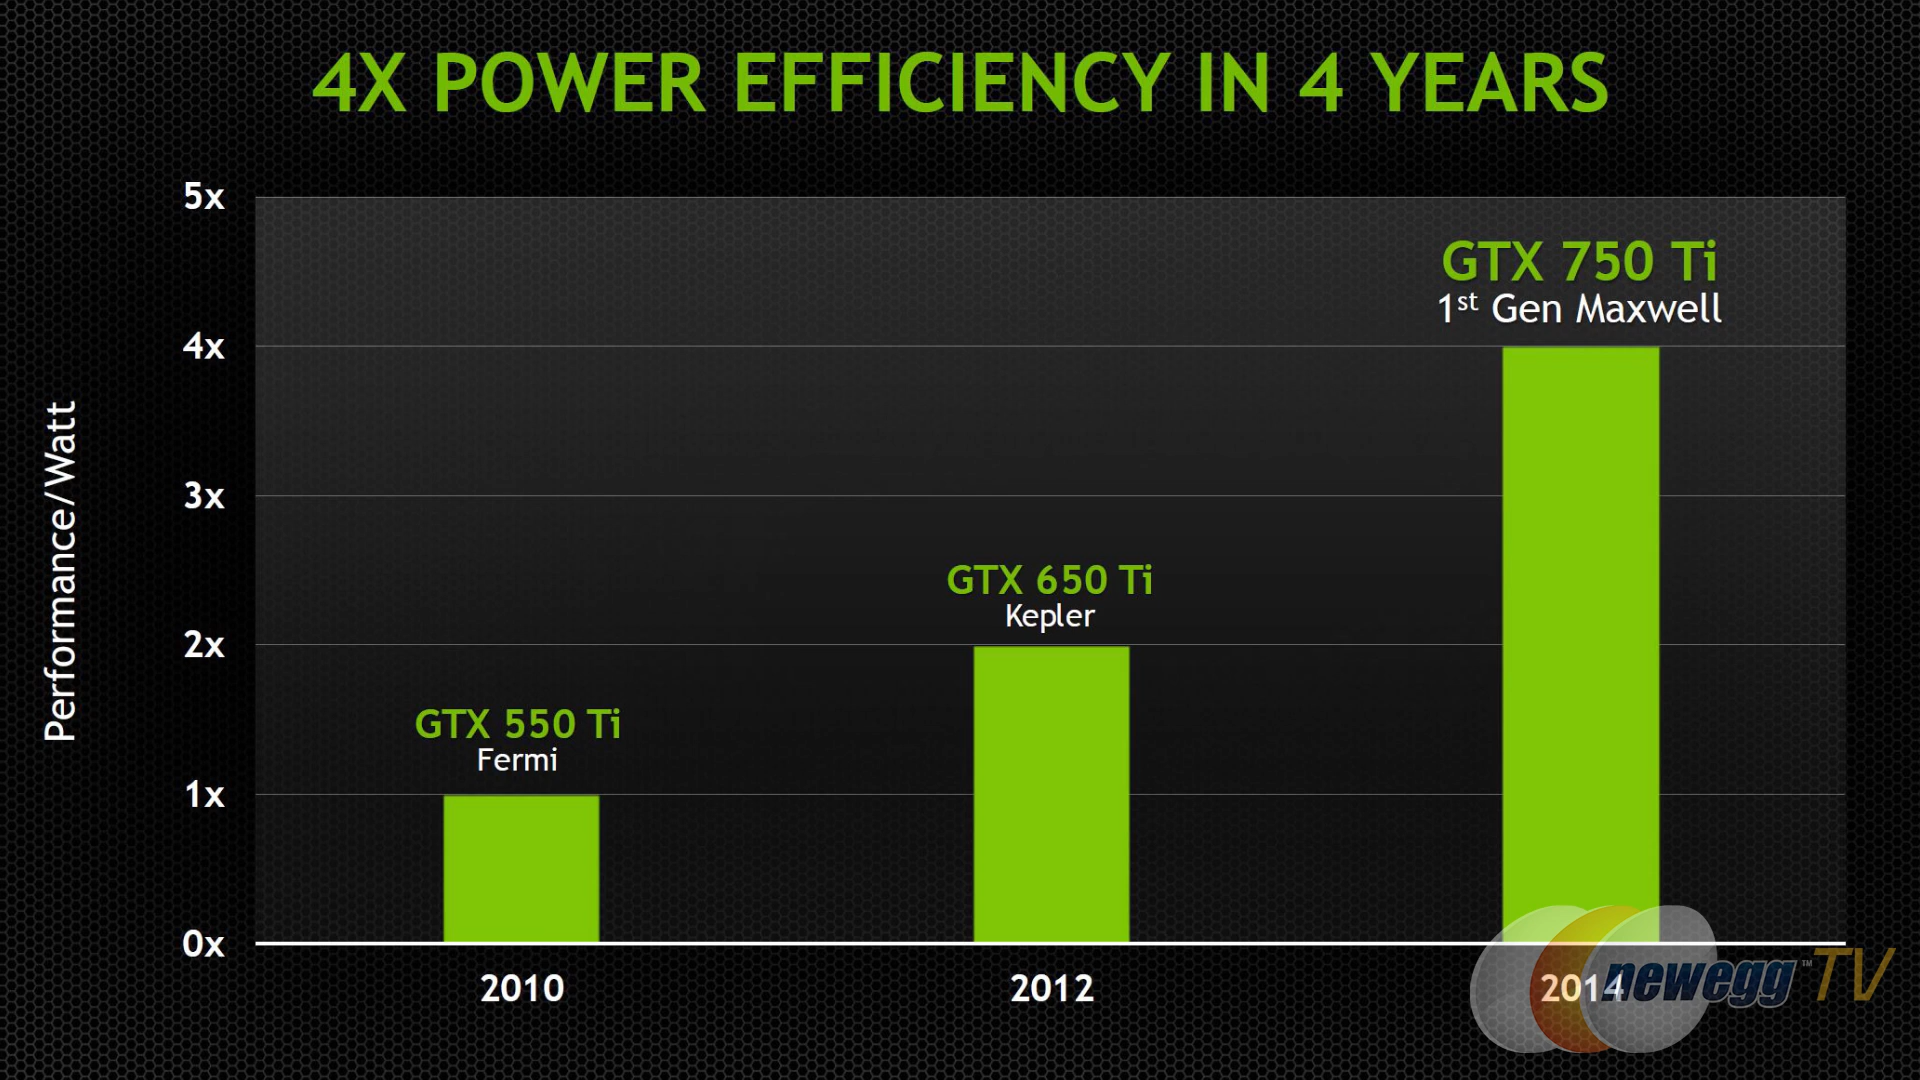 4X POWER EFFICIENCY IN 4 YEARS
5x
GTX 750 Ti
1st Gen Maxwell
4x
3x
Performance/Watt
GTX 650 Ti
Kepler
2x
GTX 550 Ti
Fermi
1x
0x
2010
2012
2014
newegg™ TV